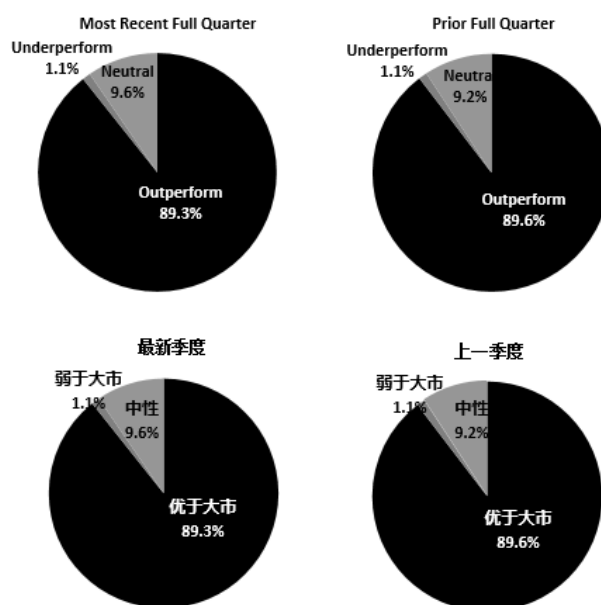 Most Recent Full Quarter
Underperform
1.1%
Neutral
9.6%
Outperform
89.3%
Prior Full Quarter
Underperform
1.1%
Neutra
9.2%
Outperform
89.6%
最新季度
弱于大市
1.1%
中性
9.6%
优于大市
89.3%
上一季度
弱于大市
1.1%
中性
9.2%
优于大市
89.6%